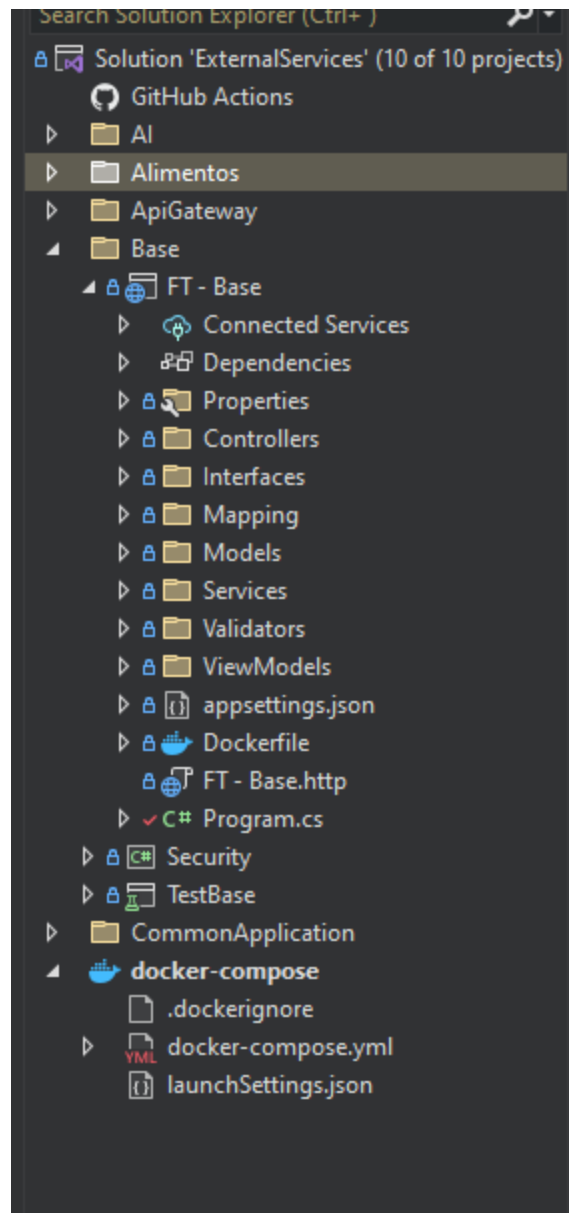 Search Solution Explorer (Ctrl+´)
Solution 'ExternalServices' (10 of 10 projects)
GitHub Actions
AI
Alimentos
ApiGateway
Base
FT - Base
Connected Services
Dependencies
Properties
Controllers
Interfaces
Mapping
Models
Services
Validators
ViewModels
appsettings.json
Dockerfile
FT - Base.http
C# Program.cs
C# Security
TestBase
CommonApplication
docker-compose
.dockerignore
YML docker-compose.yml
launchSettings.json